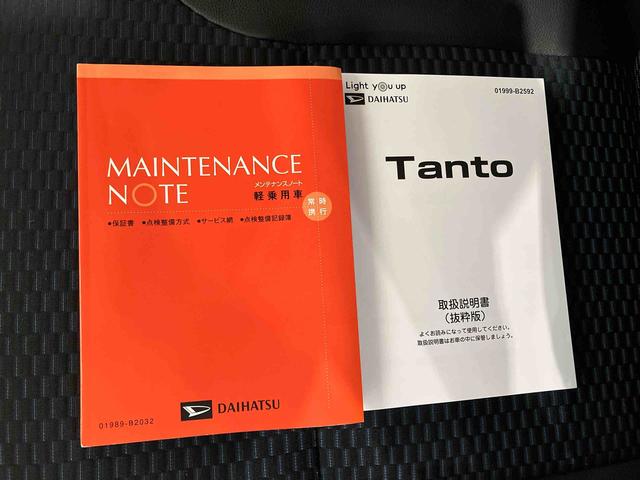 MAINTENANCE
NOTE
メンテナンスノート
軽乗用車
常時
携行
●保証書 ●点検整備方式 ●サービス網 ●点検整備記録簿
DAIHATSU
01989-B2032
Light you up
DAIHATSU
01999-B2592
Tanto
取扱説明書
(抜粋版)
よくお読みになって使用してください。
取扱説明書はお車の中に保管しましょう。